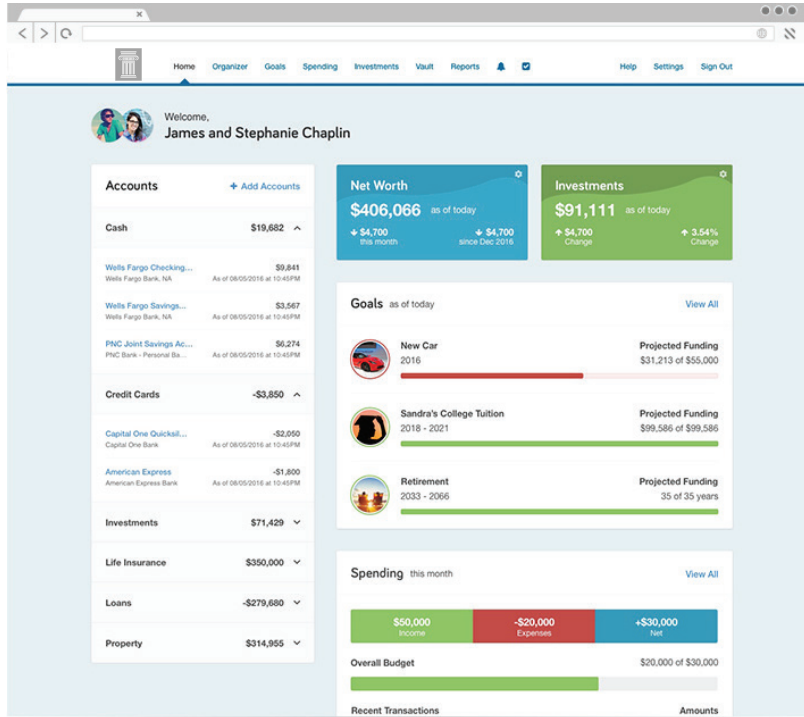 Home Organizer Goals Spending Investments Vault Reports Help Settings Sign Out
Welcome,
James and Stephanie Chaplin
Accounts + Add Accounts
Cash $19,682
Wells Fargo Checking... $9,841
Wells Fargo Bank, NA As of 08/05/2016 at 10:45PM
Wells Fargo Savings... $3,567
Wells Fargo Bank, NA As of 08/05/2016 at 10:45PM
PNC Joint Savings Ac... $6,274
PNC Bank - Personal Ba... As of 08/05/2016 at 10:45PM
Credit Cards -$3,850
Capital One Quicksil... -$2,050
Capital One Bank As of 08/05/2016 at 10:45PM
American Express -$1,800
American Express Bank As of 08/05/2016 at 10:45PM
Investments $71,429
Life Insurance $350,000
Loans -$279,680
Property $314,955
Net Worth
$406,066 as of today
$4,700 $4,700
this month since Dec 2016
Investments
$91,111 as of today
$4,700 3.54%
Change Change
Goals as of today View All
New Car Projected Funding
2016 $31,213 of $55,000
Sandra's College Tuition Projected Funding
2018 - 2021 $99,586 of $99,586
Retirement Projected Funding
2033 - 2066 35 of 35 years
Spending this month View All
$50,000 -$20,000 +$30,000
Income Expenses Net
Overall Budget $20,000 of $30,000
Recent Transactions Amounts